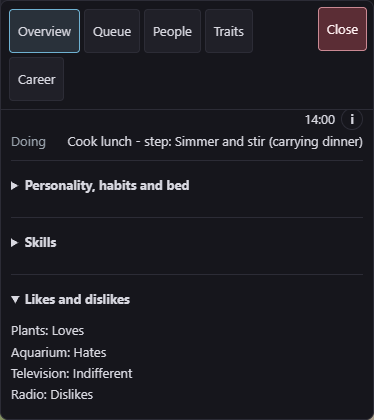 Overview
Queue
People
Traits
Close
Career
14:00 i
Doing Cook lunch - step: Simmer and stir (carrying dinner)
▶ Personality, habits and bed
▶ Skills
▼ Likes and dislikes
Plants: Loves
Aquarium: Hates
Television: Indifferent
Radio: Dislikes